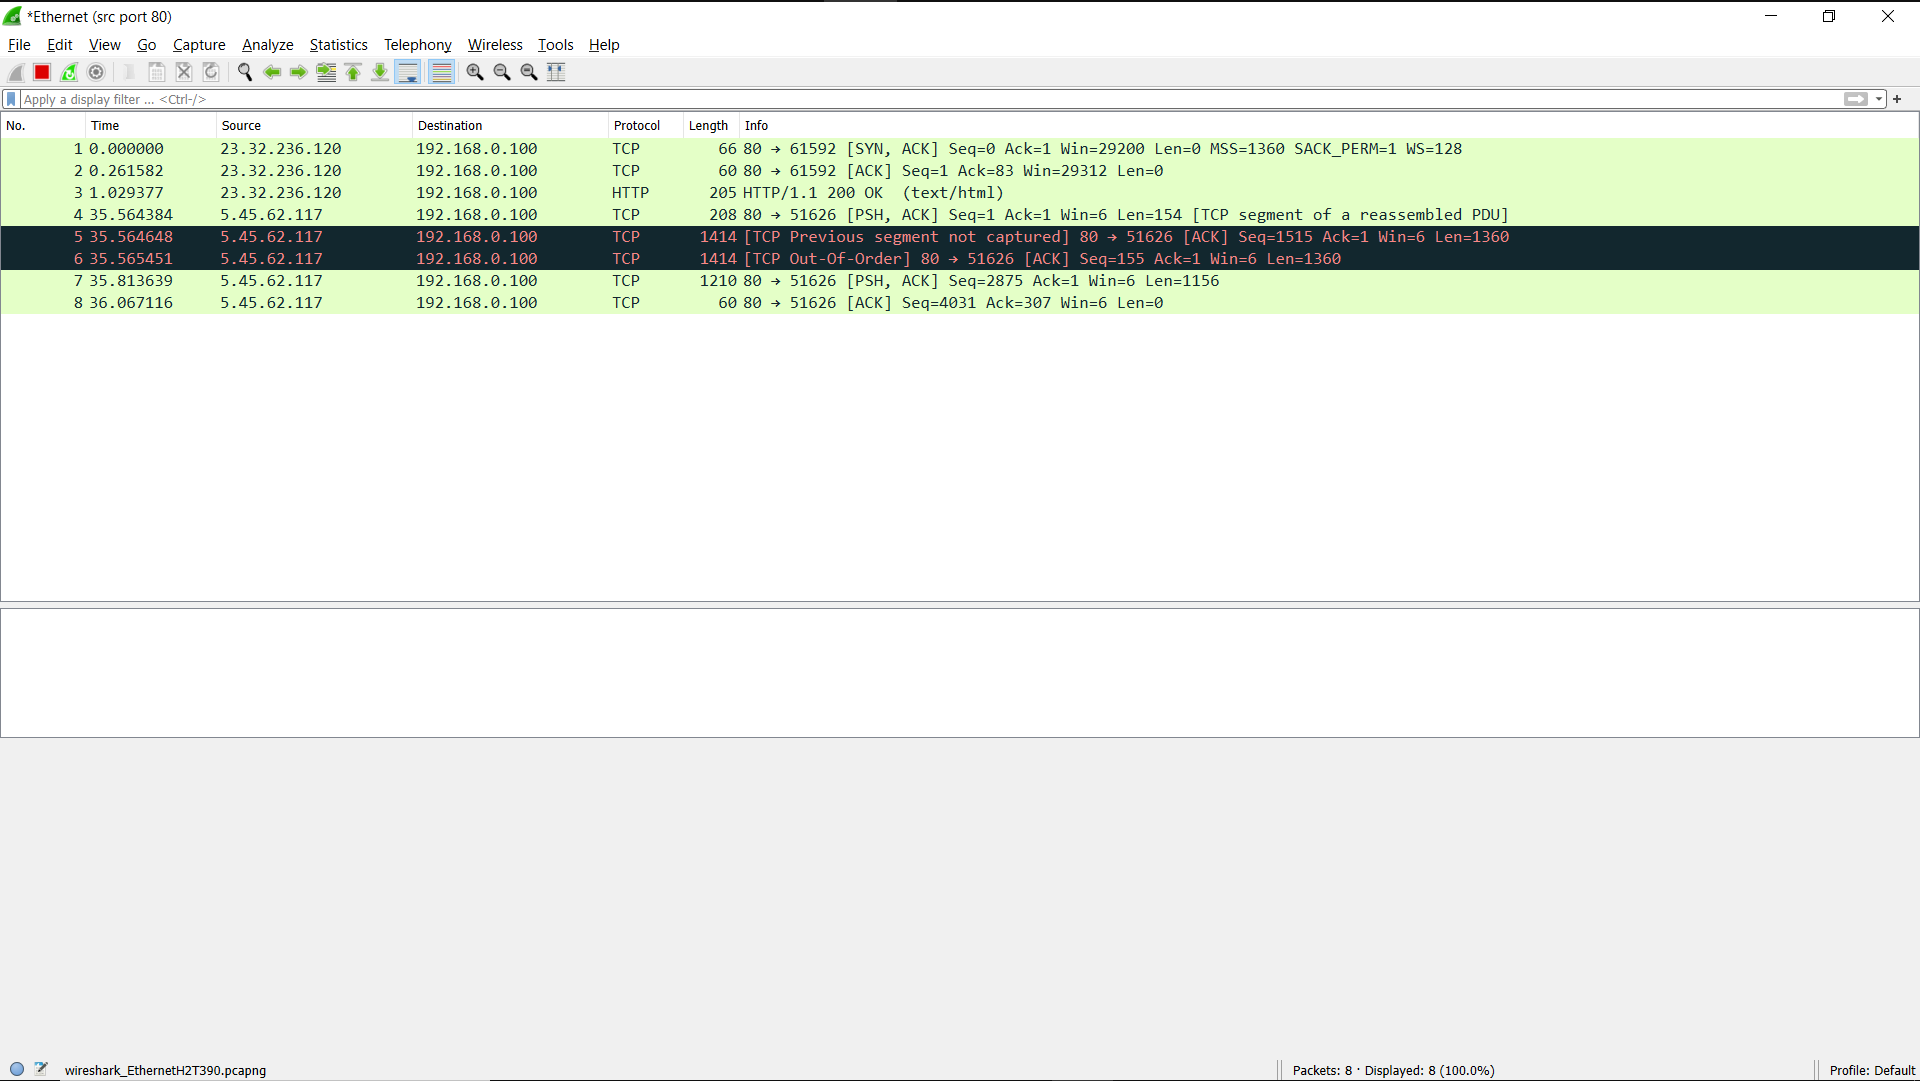 *Ethernet (src port 80)
File Edit View Go Capture Analyze Statistics Telephony Wireless Tools Help
Apply a display filter ... <Ctrl-/>
No. Time Source Destination Protocol Length Info
1 0.000000 23.32.236.120 192.168.0.100 TCP 66 80 → 61592 [SYN, ACK] Seq=0 Ack=1 Win=29200 Len=0 MSS=1360 SACK_PERM=1 WS=128
2 0.261582 23.32.236.120 192.168.0.100 TCP 60 80 → 61592 [ACK] Seq=1 Ack=83 Win=29312 Len=0
3 1.029377 23.32.236.120 192.168.0.100 HTTP 205 HTTP/1.1 200 OK (text/html)
4 35.564384 5.45.62.117 192.168.0.100 TCP 208 80 → 51626 [PSH, ACK] Seq=1 Ack=1 Win=6 Len=154 [TCP segment of a reassembled PDU]
5 35.564648 5.45.62.117 192.168.0.100 TCP 1414 [TCP Previous segment not captured] 80 → 51626 [ACK] Seq=1515 Ack=1 Win=6 Len=1360
6 35.565451 5.45.62.117 192.168.0.100 TCP 1414 [TCP Out-Of-Order] 80 → 51626 [ACK] Seq=155 Ack=1 Win=6 Len=1360
7 35.813639 5.45.62.117 192.168.0.100 TCP 1210 80 → 51626 [PSH, ACK] Seq=2875 Ack=1 Win=6 Len=1156
8 36.067116 5.45.62.117 192.168.0.100 TCP 60 80 → 51626 [ACK] Seq=4031 Ack=307 Win=6 Len=0
wireshark_EthernetH2T390.pcapng Packets: 8 · Displayed: 8 (100.0%) Profile: Default